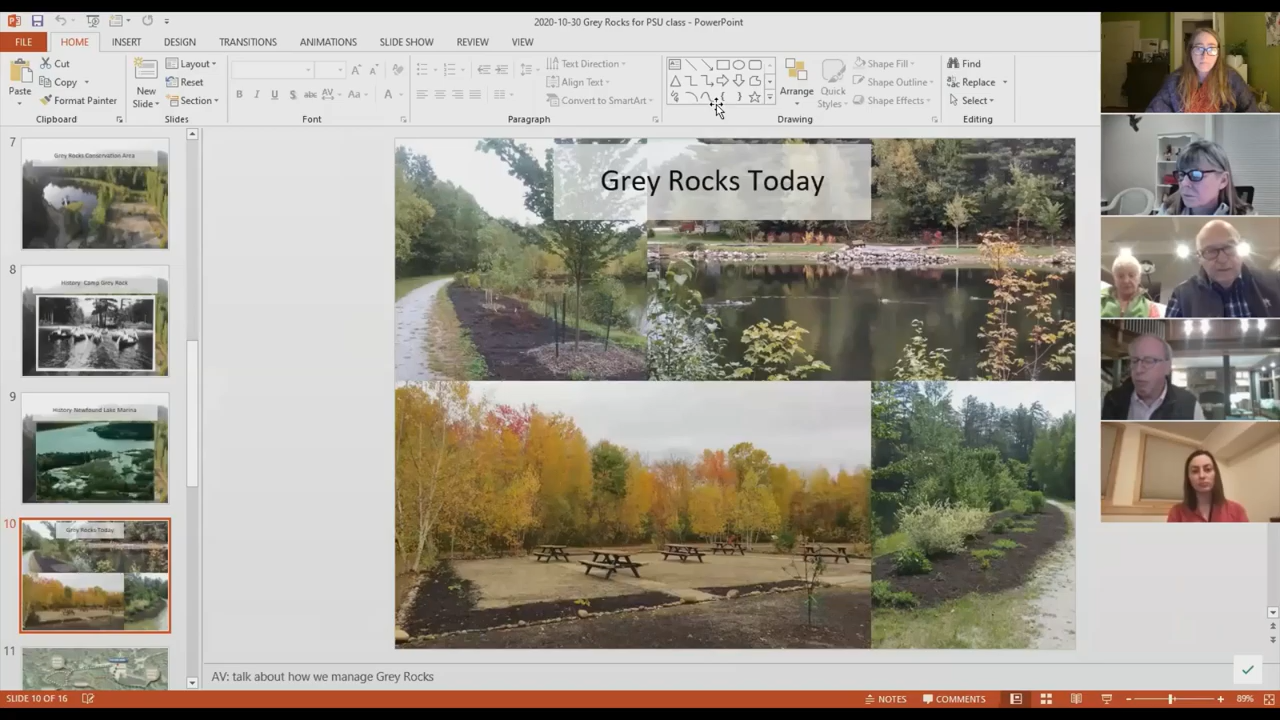 2020-10-30 Grey Rocks for PSU class - PowerPoint
FILE HOME INSERT DESIGN TRANSITIONS ANIMATIONS SLIDE SHOW REVIEW VIEW
Paste
Cut
Copy
Format Painter
Clipboard
New
Slide
Layout
Reset
Section
Slides
B I U S abc AV Aa A
Font
Text Direction
Align Text
Convert to SmartArt
Paragraph
Arrange
Quick
Styles
Shape Fill
Shape Outline
Shape Effects
Drawing
Find
Replace
Select
Editing
7
Grey Rocks Conservation Area
8
History: Camp Grey Rock
9
History: Newfound Lake Marina
10
Grey Rocks Today
11
Grey Rocks Today
AV: talk about how we manage Grey Rocks
SLIDE 10 OF 16
NOTES COMMENTS 89%